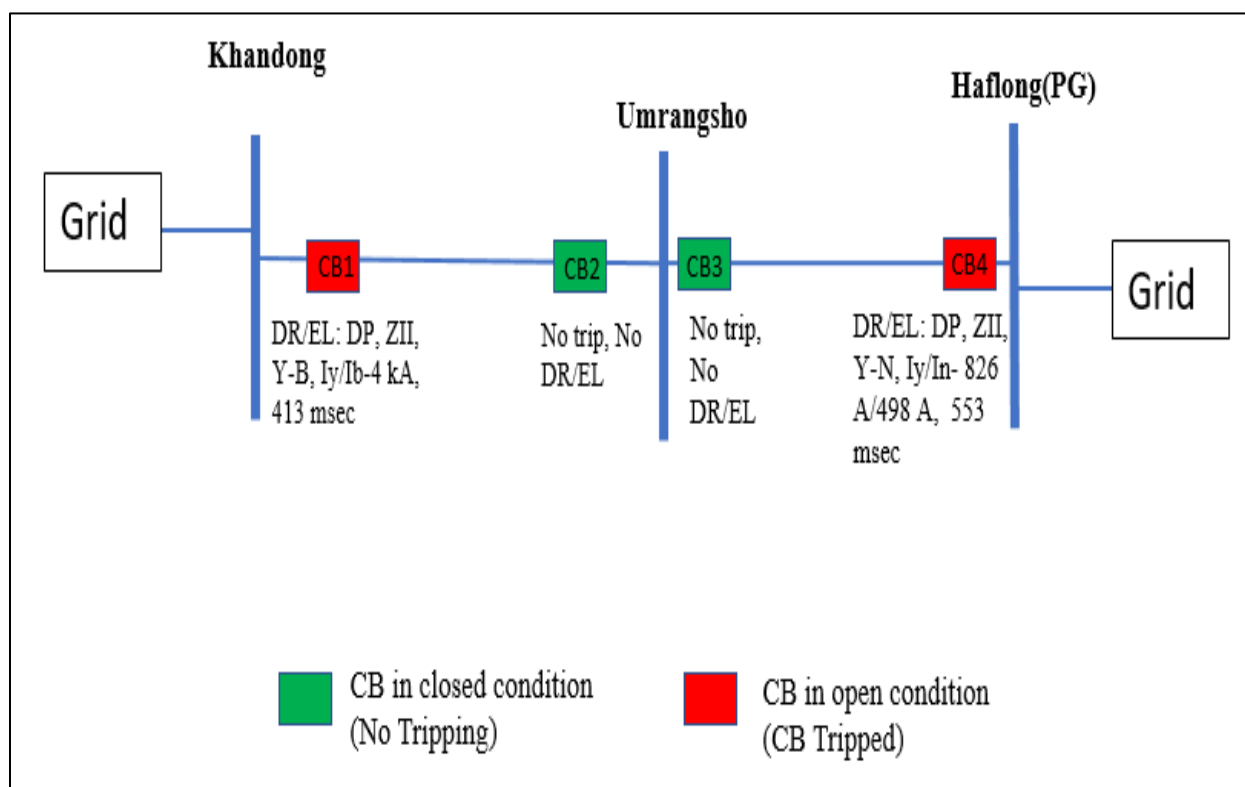 Khandong
Umrangsho
Haflong(PG)
Grid
CB1
CB2
CB3
CB4
Grid
DR/EL: DP, ZII,
Y-B, Iy/Ib-4 kA,
413 msec
No trip, No
DR/EL
No trip,
No
DR/EL
DR/EL: DP, ZII,
Y-N, Iy/In- 826
A/498 A, 553
msec
CB in closed condition
(No Tripping)
CB in open condition
(CB Tripped)